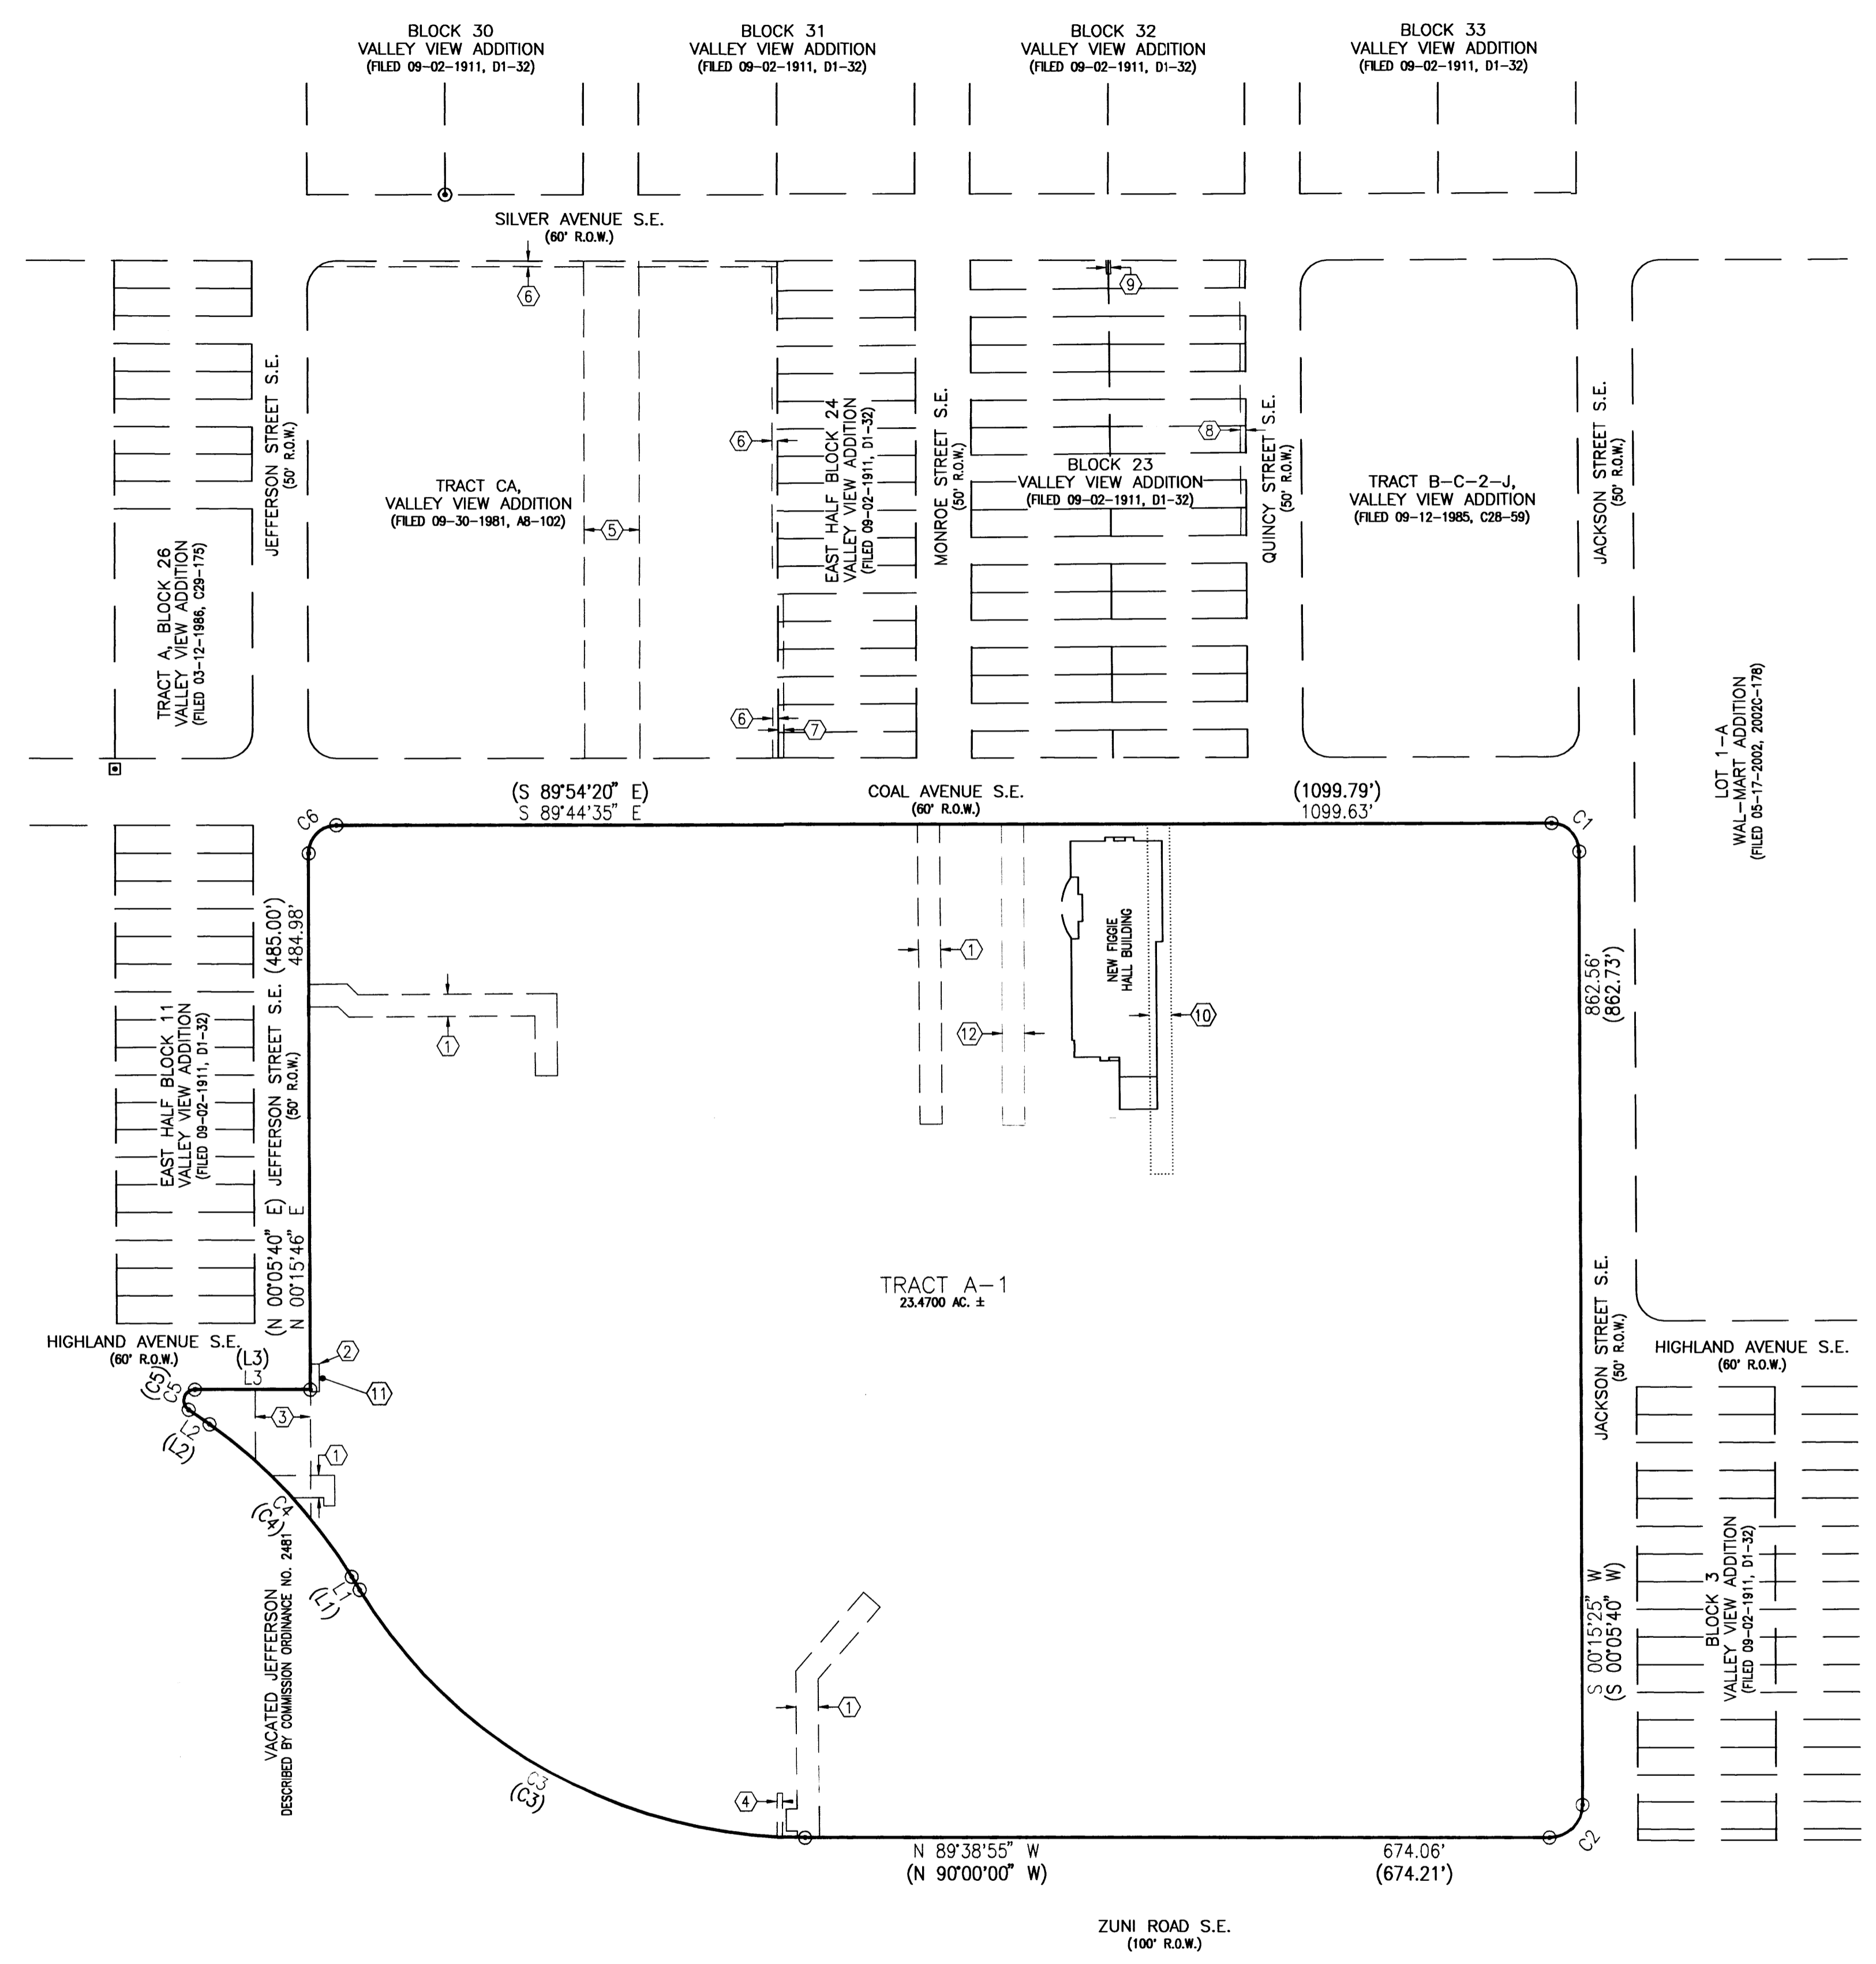 BLOCK 30
VALLEY VIEW ADDITION
(FILED 09-02-1911, D1-32)
BLOCK 31
VALLEY VIEW ADDITION
(FILED 09-02-1911, D1-32)
BLOCK 32
VALLEY VIEW ADDITION
(FILED 09-02-1911, D1-32)
BLOCK 33
VALLEY VIEW ADDITION
(FILED 09-02-1911, D1-32)
SILVER AVENUE S.E.
(60' R.O.W.)
6
9
TRACT A, BLOCK 26
VALLEY VIEW ADDITION
(FILED 03-12-1986, C29-175)
JEFFERSON STREET S.E.
(50' R.O.W.)
TRACT CA,
VALLEY VIEW ADDITION
(FILED 09-30-1981, A8-102)
5
6
EAST HALF BLOCK 24
VALLEY VIEW ADDITION
(FILED 09-02-1911, D1-32)
MONROE STREET S.E.
(50' R.O.W.)
BLOCK 23
VALLEY VIEW ADDITION
(FILED 09-02-1911, D1-32)
8
QUINCY STREET S.E.
(50' R.O.W.)
TRACT B-C-2-J,
VALLEY VIEW ADDITION
(FILED 09-12-1985, C28-59)
JACKSON STREET S.E.
(50' R.O.W.)
LOT 1-A
WAL-MART ADDITION
(FILED 05-17-2002, 2002C-178)
6
7
(S 89°54'20" E)
S 89°44'35" E
COAL AVENUE S.E.
(60' R.O.W.)
(1099.79')
1099.63'
C6
C1
EAST HALF BLOCK 11
VALLEY VIEW ADDITION
(FILED 09-02-1911, D1-32)
(N 00°05'40" E) JEFFERSON STREET S.E. (485.00')
N 00°15'46" E (50' R.O.W.) 484.98'
1
1
12
NEW FIGGIE
HALL BUILDING
10
862.56'
(862.73')
TRACT A-1
23.4700 AC. ±
HIGHLAND AVENUE S.E.
(60' R.O.W.)
(L3)
L3
2
11
(C5)
C5
3
L2
(L2)
1
C4
(C4)
L1
(L1)
VACATED JEFFERSON
DESCRIBED BY COMMISSION ORDINANCE NO. 2481
JACKSON STREET S.E.
(50' R.O.W.)
HIGHLAND AVENUE S.E.
(60' R.O.W.)
S 00°15'25" W
(S 00°05'40" W)
BLOCK 3
VALLEY VIEW ADDITION
(FILED 09-02-1911, D1-32)
1
C3
(C3)
4
C2
N 89°38'55" W
(N 90°00'00" W)
674.06'
(674.21')
ZUNI ROAD S.E.
(100' R.O.W.)